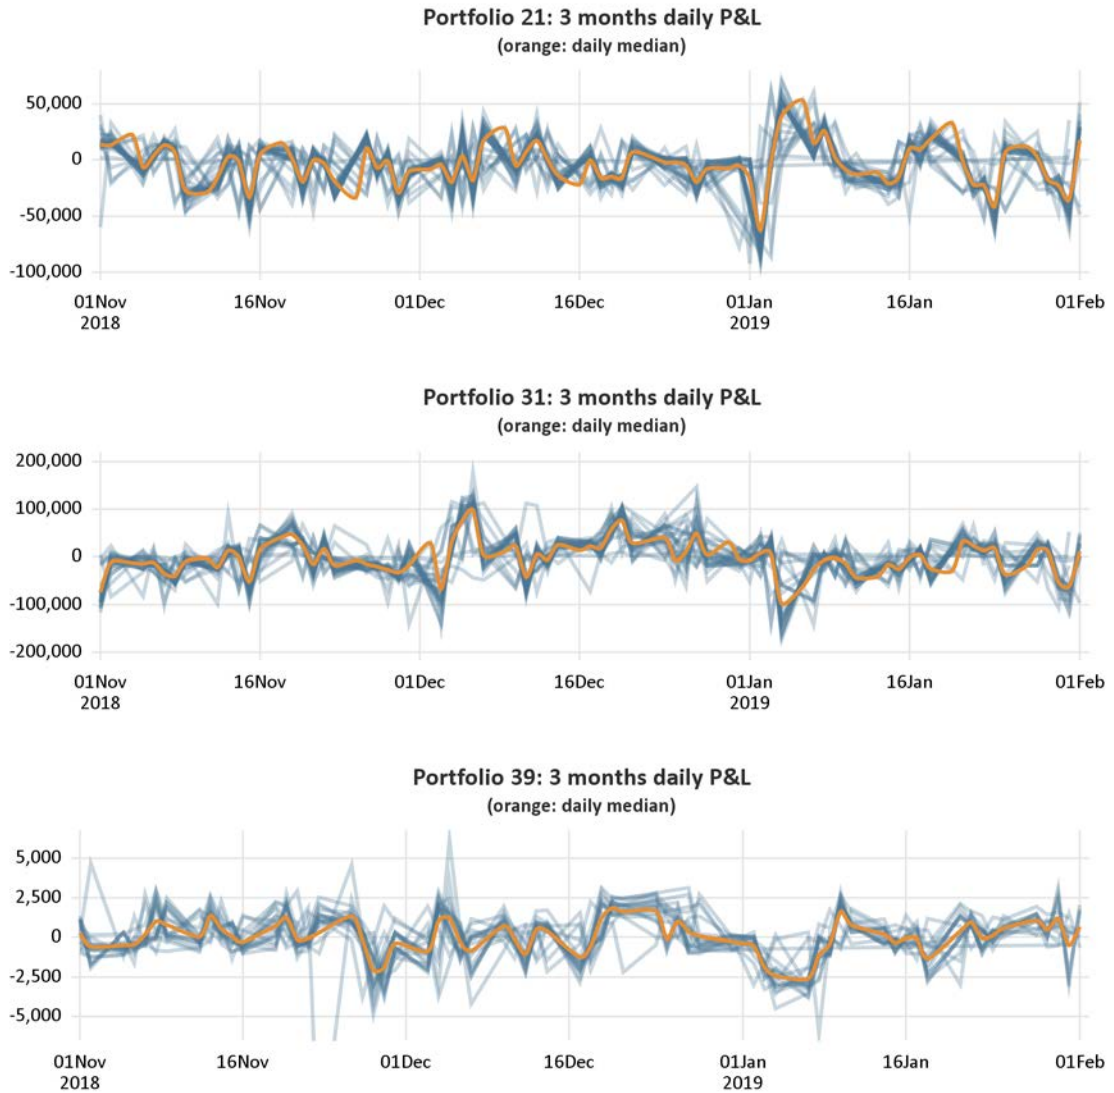 Portfolio 21: 3 months daily P&L
(orange: daily median)
50,000
0
-50,000
-100,000
01Nov 16Nov 01Dec 16Dec 01Jan 16Jan 01Feb
2018 2019
Portfolio 31: 3 months daily P&L
(orange: daily median)
200,000
100,000
0
-100,000
-200,000
01Nov 16Nov 01Dec 16Dec 01Jan 16Jan 01Feb
2018 2019
Portfolio 39: 3 months daily P&L
(orange: daily median)
5,000
2,500
0
-2,500
-5,000
01Nov 16Nov 01Dec 16Dec 01Jan 16Jan 01Feb
2018 2019